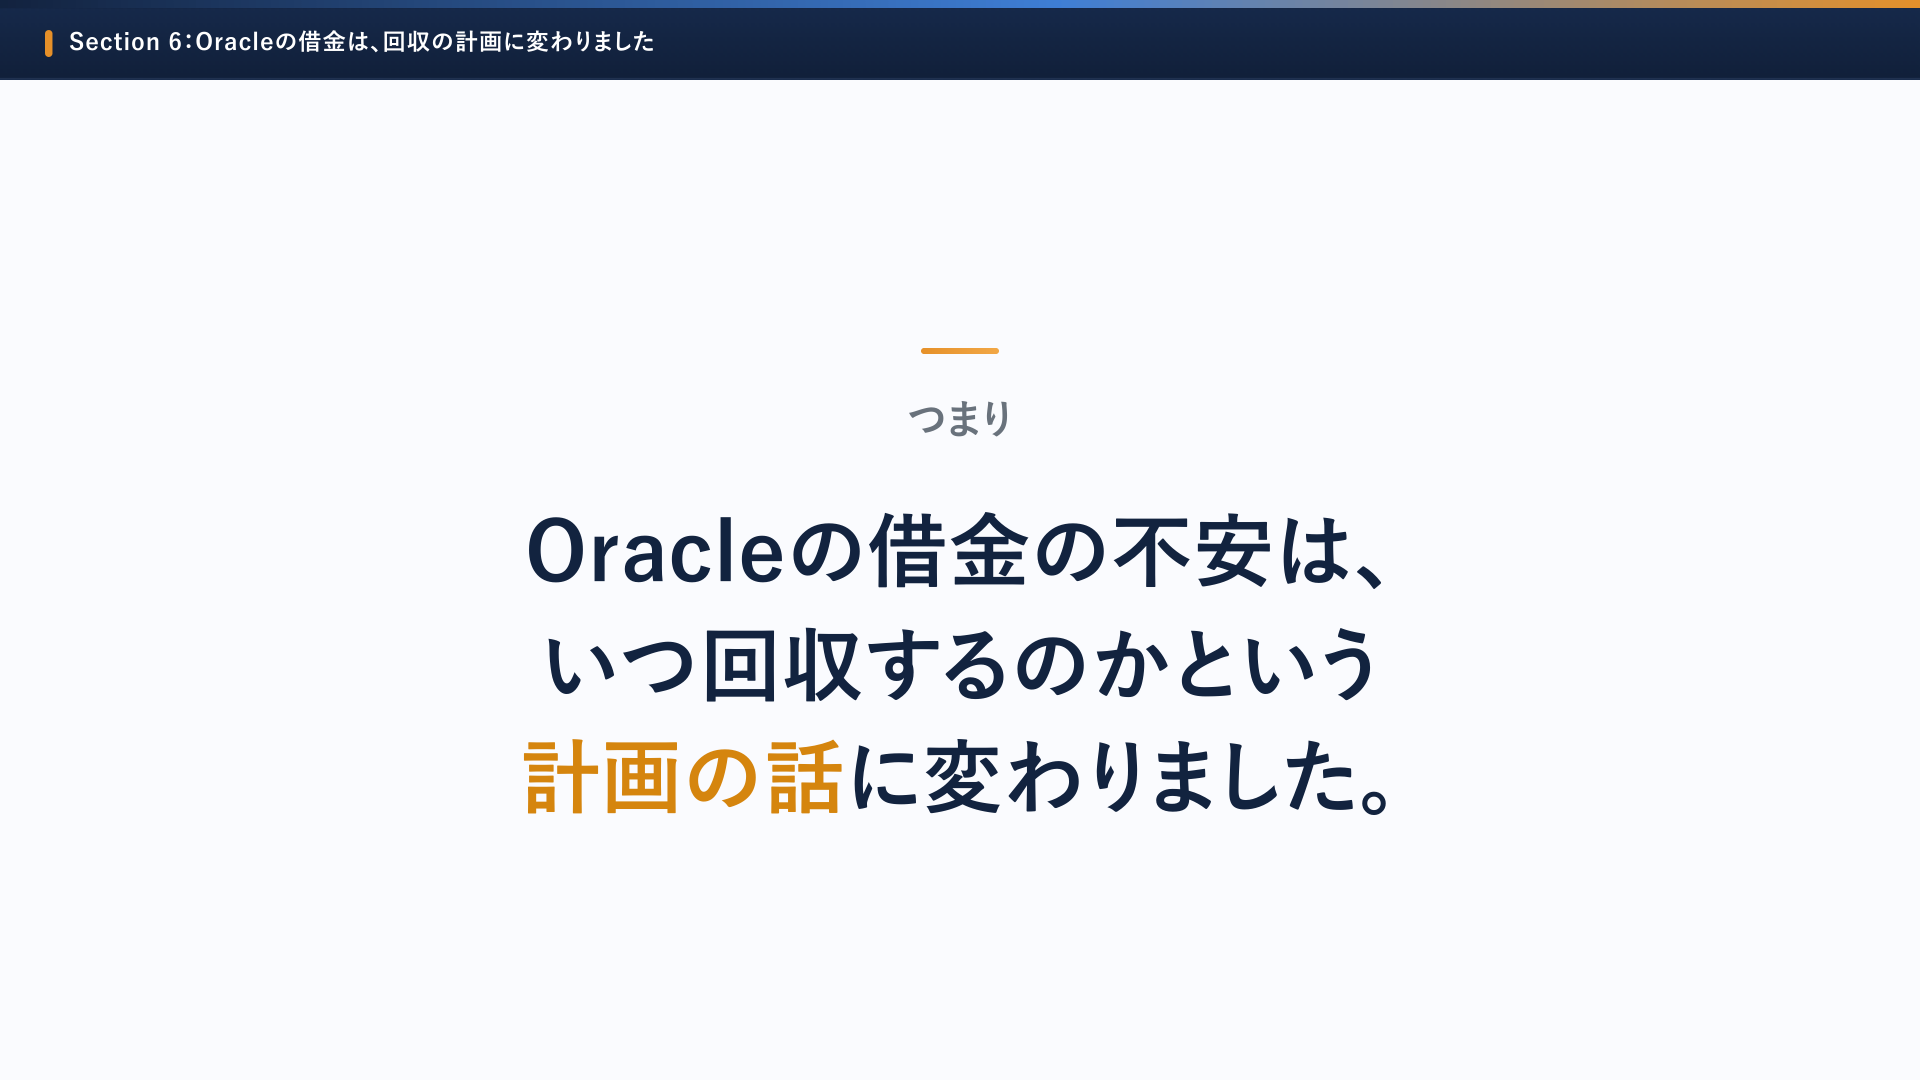 Section 6：Oracleの借金は、回収の計画に変わりました
つまり
Oracleの借金の不安は、
いつ回収するのかという
計画の話に変わりました。